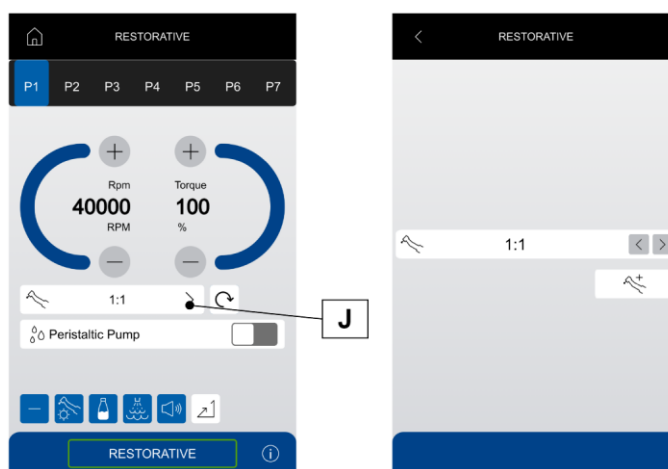 RESTORATIVE
P1 P2 P3 P4 P5 P6 P7
Rpm Torque
40000 100
RPM %
1:1
Peristaltic Pump
RESTORATIVE
J
RESTORATIVE
1:1